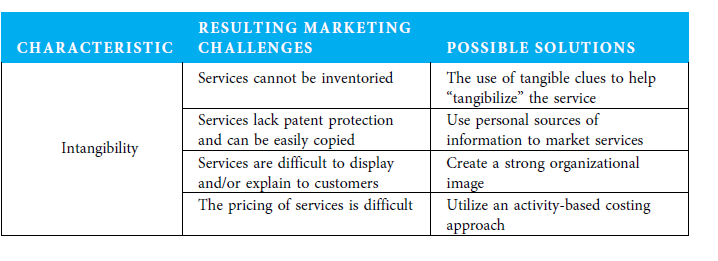 CHARACTERISTIC
RESULTING MARKETING
CHALLENGES
POSSIBLE SOLUTIONS
Intangibility
Services cannot be inventoried
The use of tangible clues to help
“tangibilize” the service
Services lack patent protection
and can be easily copied
Use personal sources of
information to market services
Services are difficult to display
and/or explain to customers
Create a strong organizational
image
The pricing of services is difficult
Utilize an activity-based costing
approach